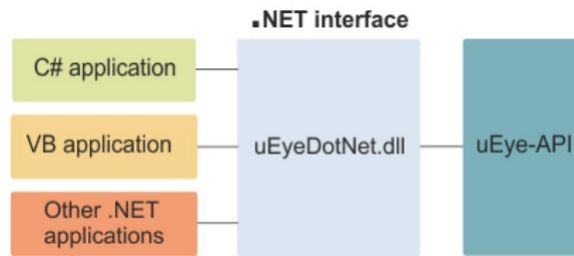 .NET interface
C# application
VB application
Other .NET
applications
uEyeDotNet.dll
uEye-API